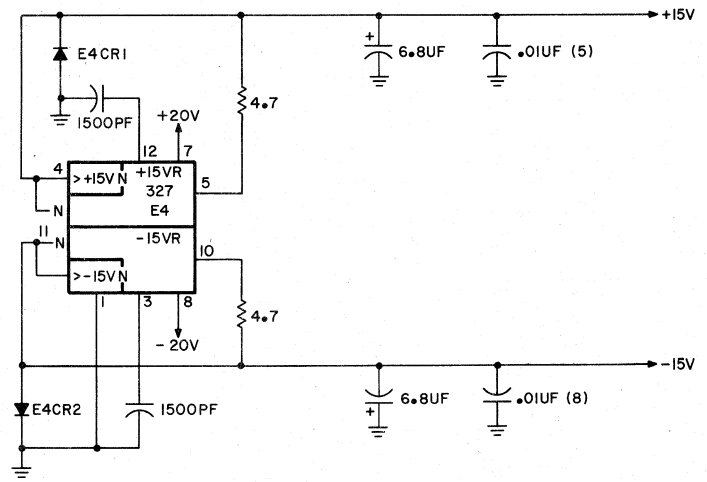 +15V
+
6.8UF
.01UF (5)
E4CR1
1500PF
4.7
+20V
12
7
4
>+15V N
+15VR
327
E4
5
N
11
N
-15VR
10
>-15V N
1
3
8
4.7
-20V
-15V
E4CR2
1500PF
+
6.8UF
.01UF (8)